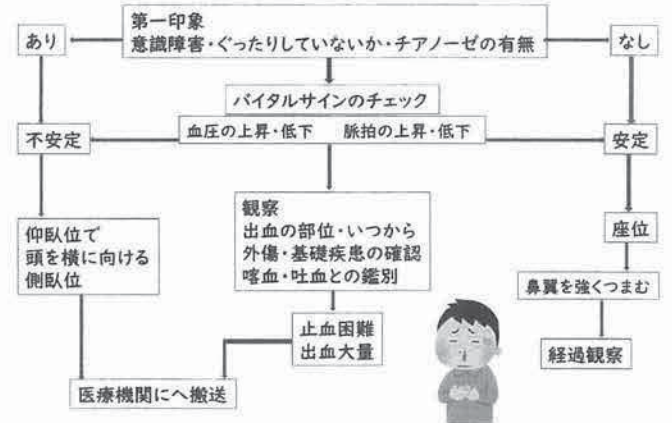 第一印象
意識障害・ぐったりしていないか・チアノーゼの有無
あり
なし
バイタルサインのチェック
血圧の上昇・低下　脈拍の上昇・低下
不安定
安定
仰臥位で
頭を横に向ける
側臥位
観察
出血の部位・いつから
外傷・基礎疾患の確認
喀血・吐血との鑑別
座位
鼻翼を強くつまむ
止血困難
出血大量
経過観察
医療機関にへ搬送